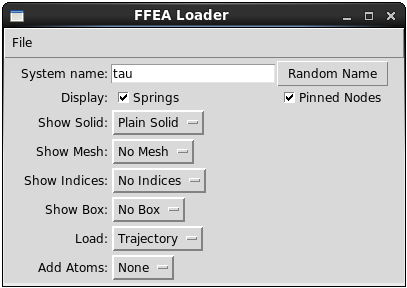 FFEA Loader
File
System name: tau Random Name
Display: Springs Pinned Nodes
Show Solid: Plain Solid
Show Mesh: No Mesh
Show Indices: No Indices
Show Box: No Box
Load: Trajectory
Add Atoms: None